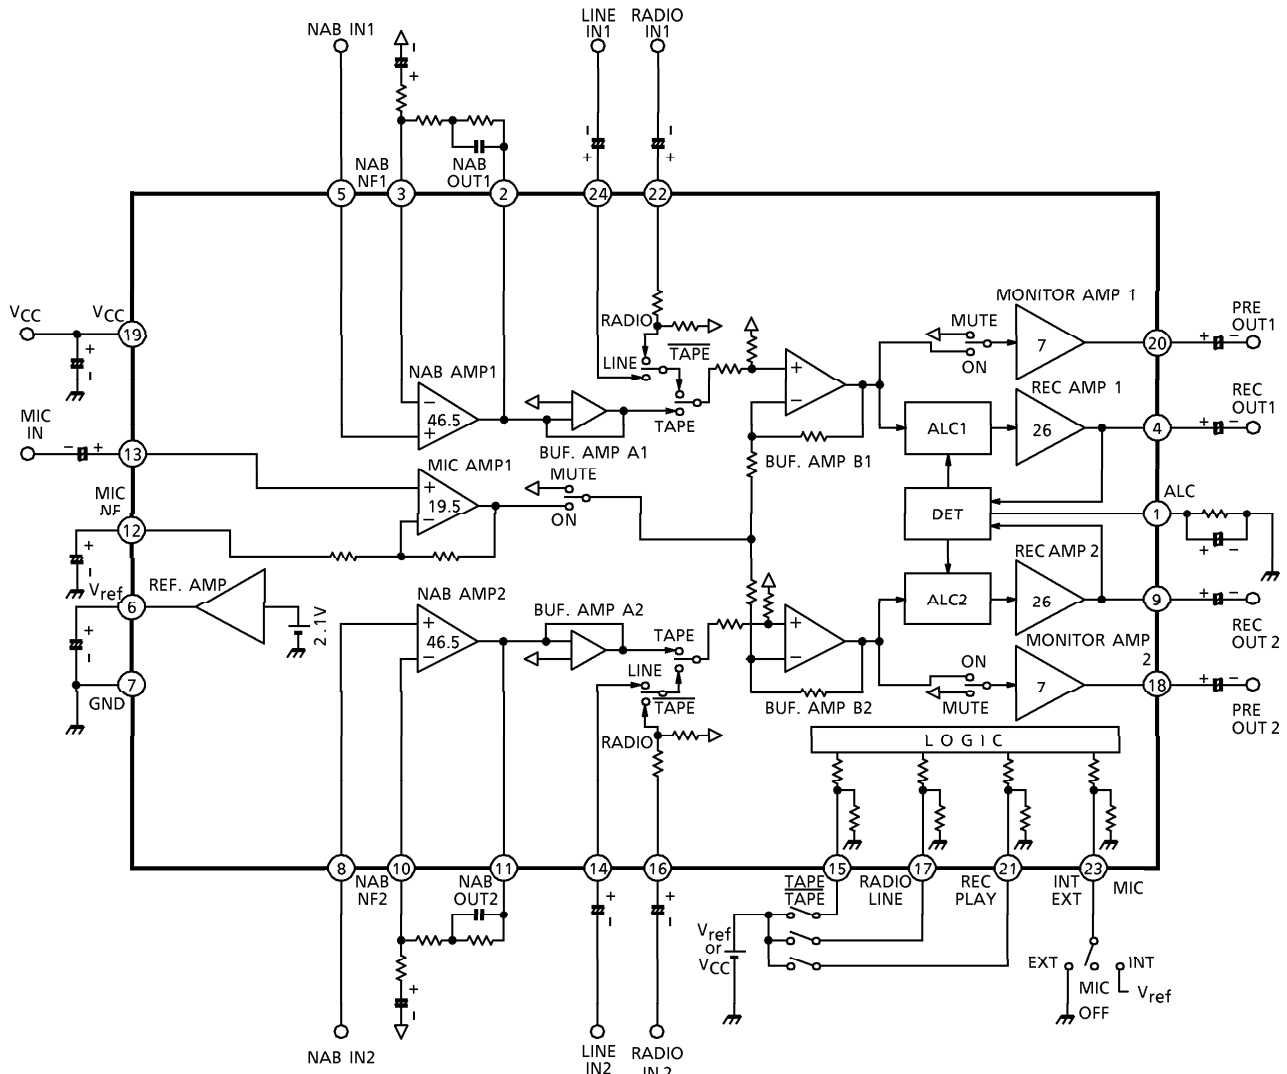 NAB IN1
LINE
IN1
RADIO
IN1
NAB
NF1
NAB
OUT1
5
3
2
24
22
VCC
VCC
19
MIC
IN
13
MIC
NF
12
Vref
6
REF. AMP
2.1V
7
GND
NAB AMP1
46.5
MIC AMP1
19.5
NAB AMP2
46.5
BUF. AMP A1
MUTE
ON
BUF. AMP A2
RADIO
LINE
TAPE
TAPE
TAPE
LINE
TAPE
RADIO
BUF. AMP B1
BUF. AMP B2
MONITOR AMP 1
MUTE
ON
7
REC AMP 1
ALC1
26
DET
ALC2
REC AMP 2
26
MONITOR AMP
2
ON
MUTE
7
20
PRE
OUT1
4
REC
OUT1
1
ALC
9
REC
OUT 2
18
PRE
OUT 2
LOGIC
8
10
11
14
16
15
17
21
23
NAB
NF2
NAB
OUT2
TAPE
TAPE
RADIO
LINE
REC
PLAY
INT
EXT
MIC
Vref
or
VCC
EXT
INT
MIC
OFF
Vref
NAB IN2
LINE
IN2
RADIO
IN2